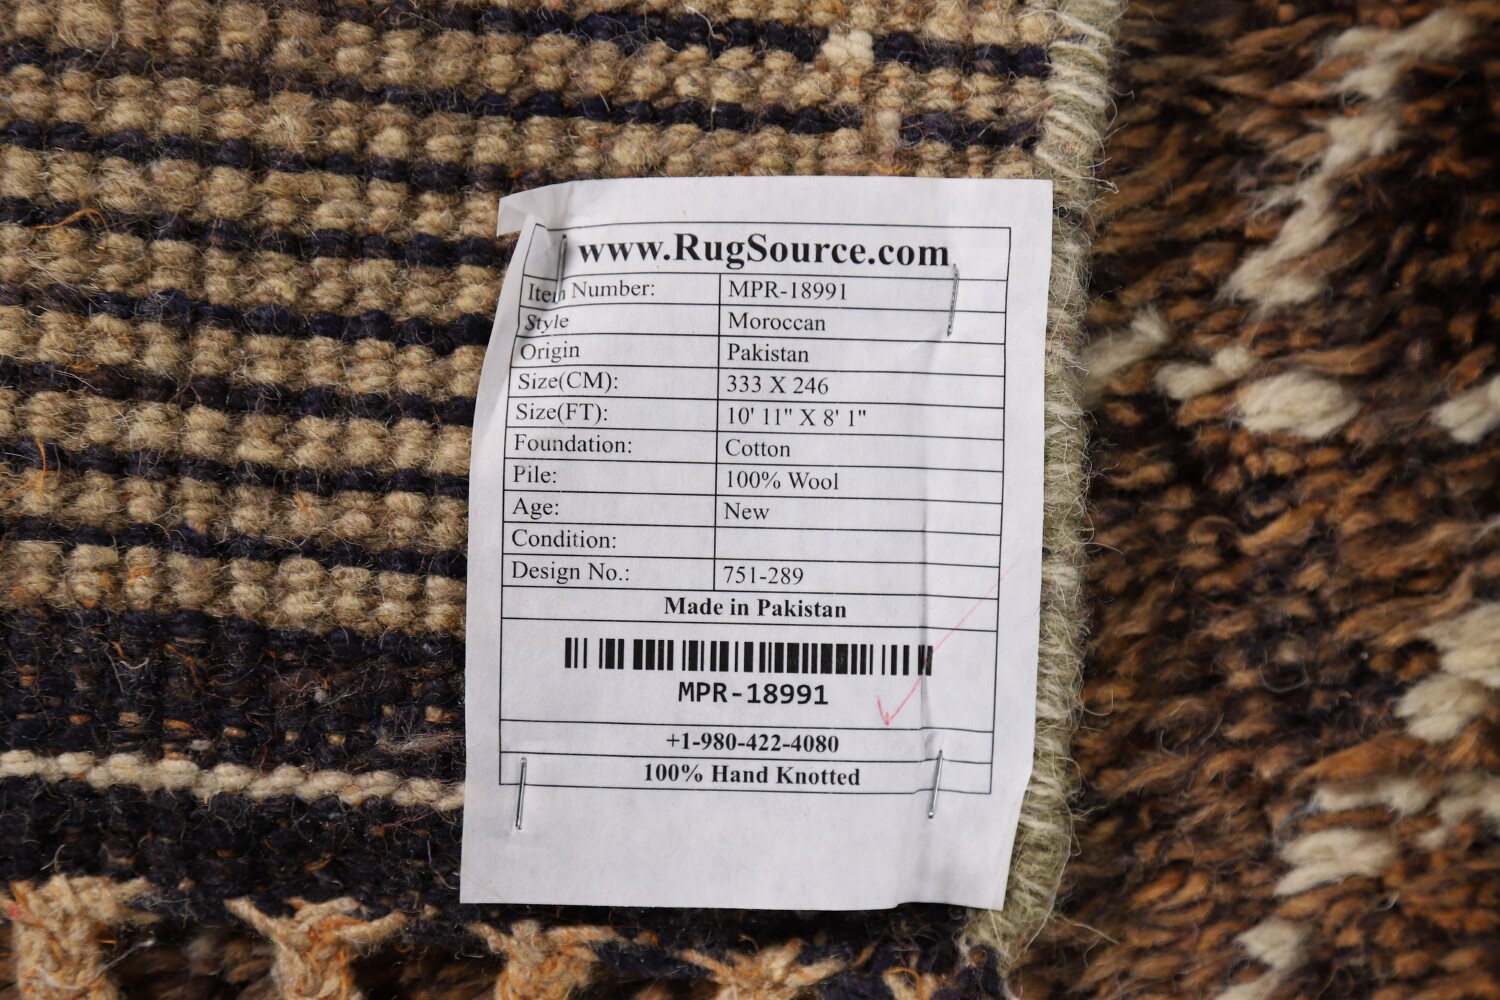 www.RugSource.com
Item Number: MPR-18991
Style Moroccan
Origin Pakistan
Size(CM): 333 X 246
Size(FT): 10' 11" X 8' 1"
Foundation: Cotton
Pile: 100% Wool
Age: New
Condition:
Design No.: 751-289
Made in Pakistan
MPR-18991
+1-980-422-4080
100% Hand Knotted